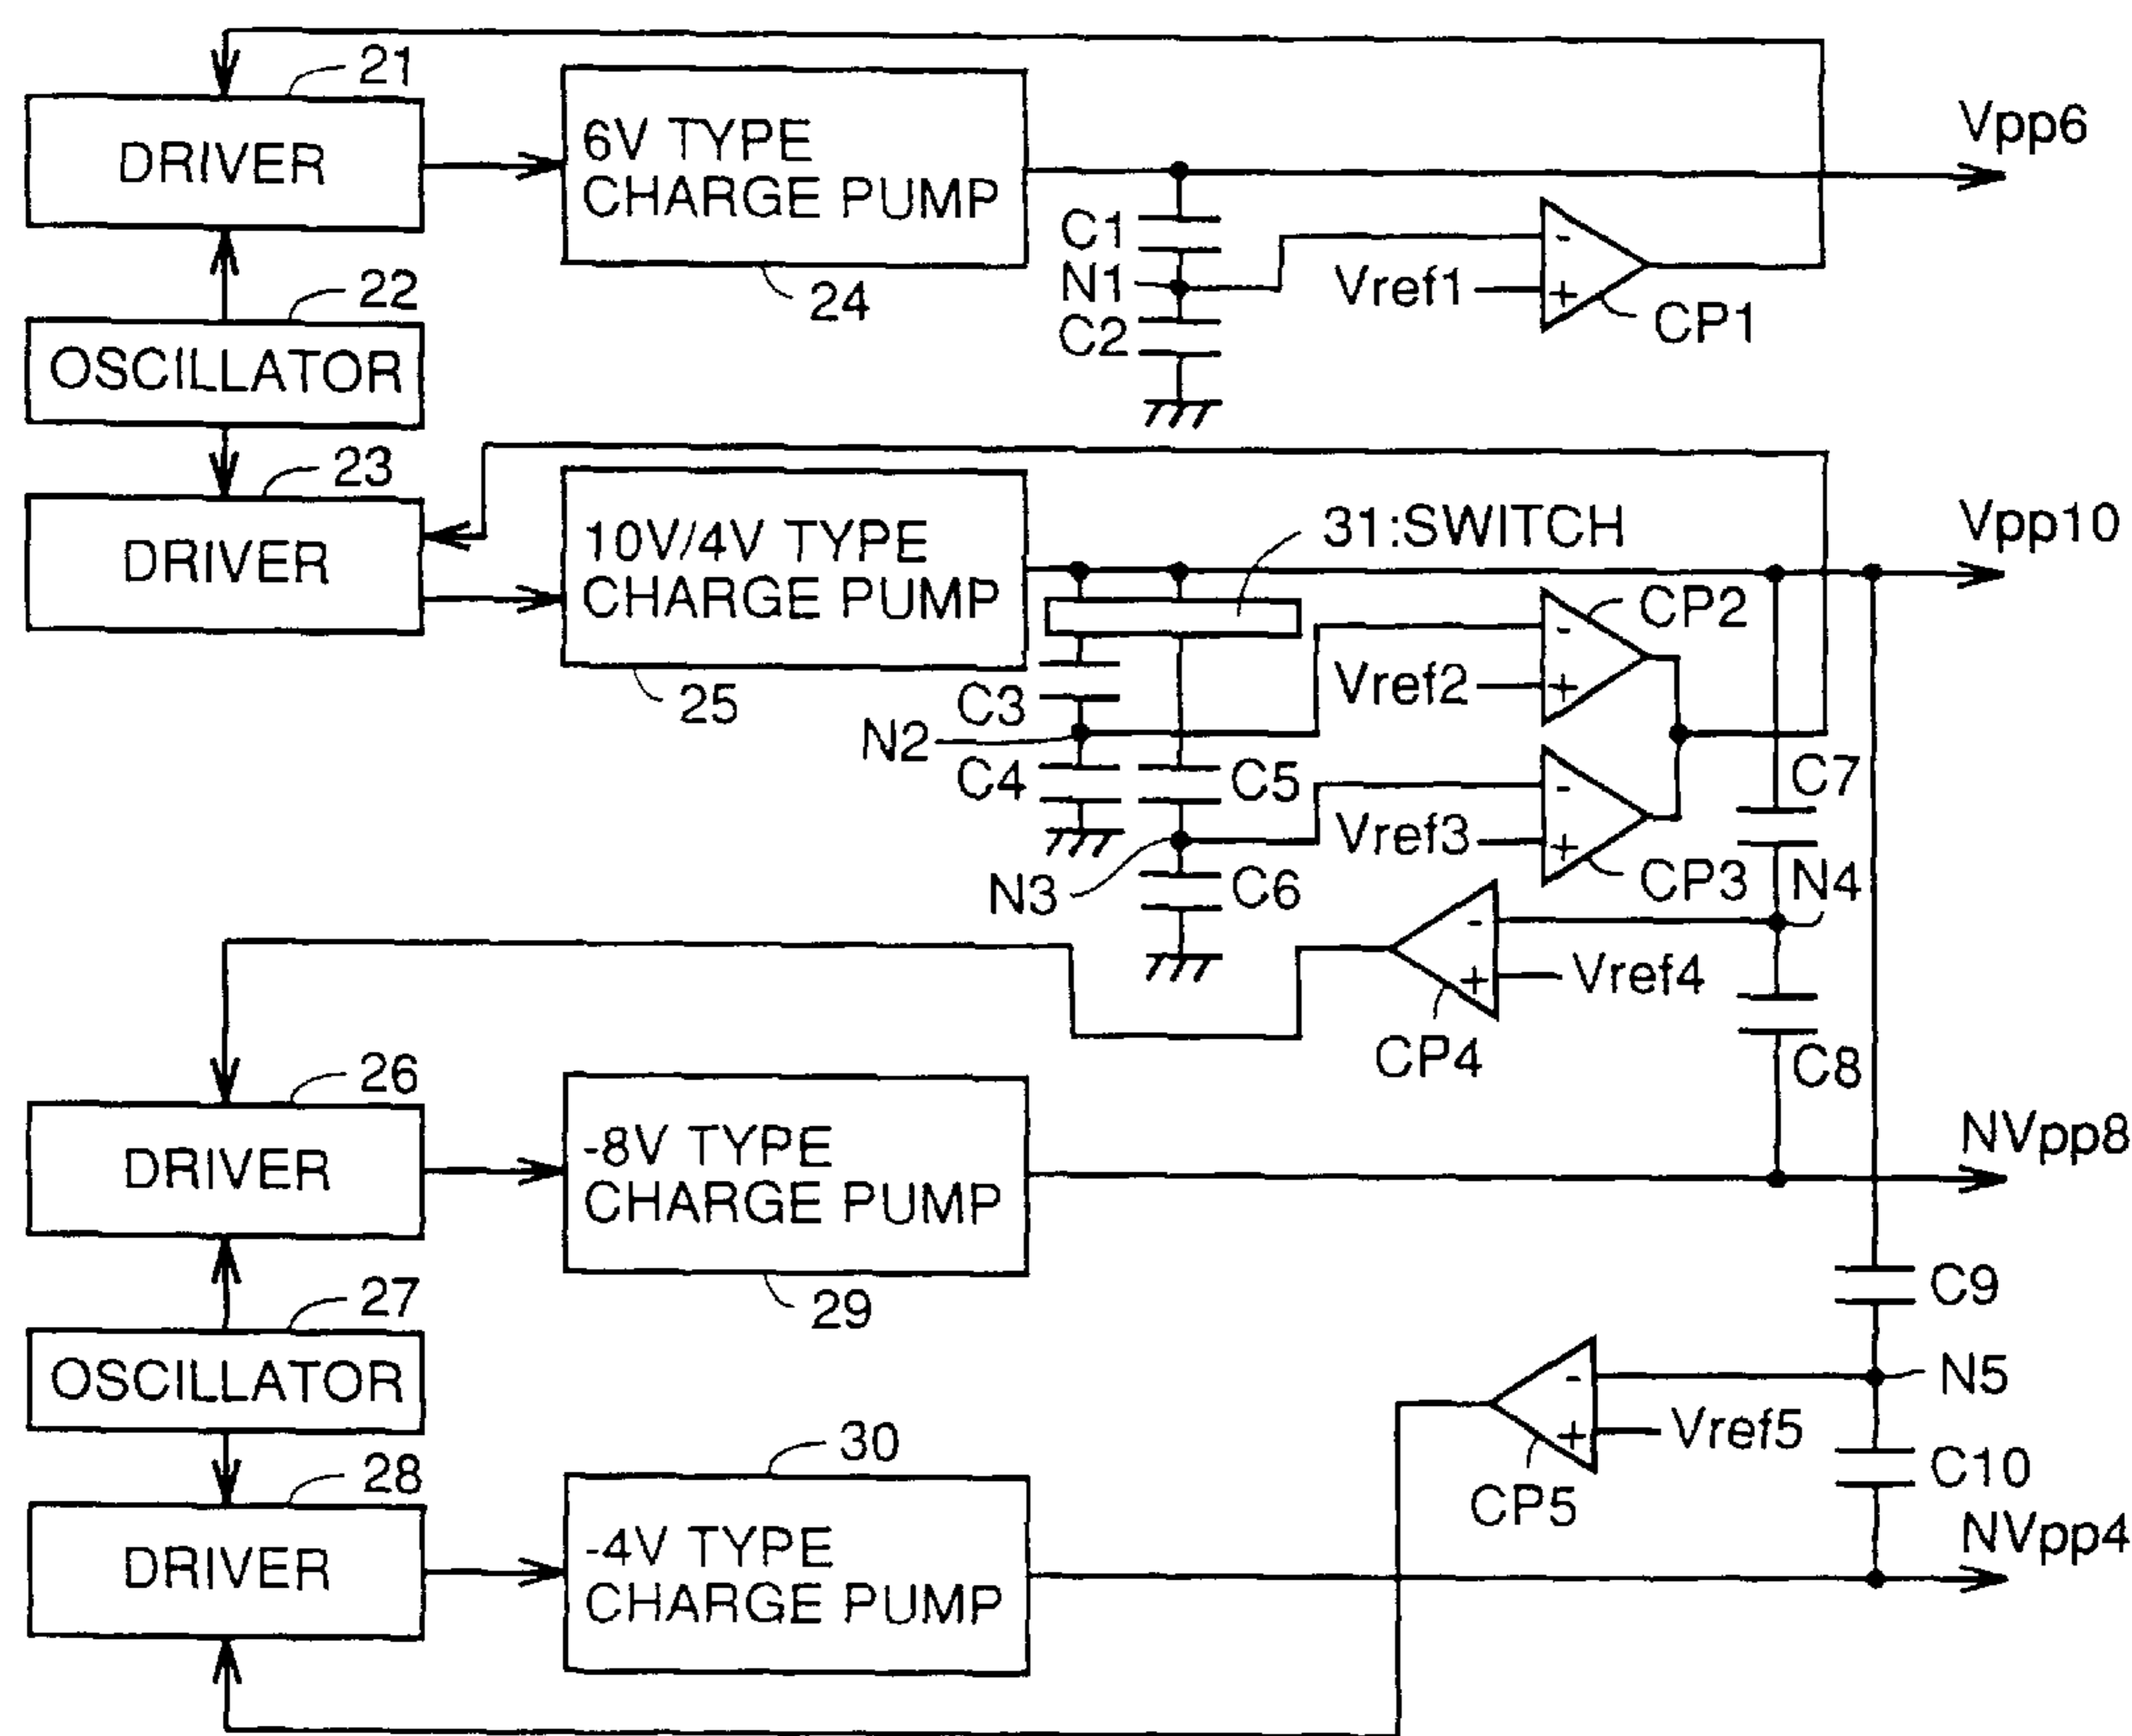 21
DRIVER
6V TYPE
CHARGE PUMP
24
Vpp6
C1
N1
C2
Vref1
-
+
CP1
22
OSCILLATOR
23
DRIVER
10V/4V TYPE
CHARGE PUMP
25
31:SWITCH
Vpp10
C3
N2
C4
C5
N3
C6
Vref2
-
+
CP2
Vref3
-
+
CP3
C7
N4
C8
-
+
Vref4
CP4
26
DRIVER
-8V TYPE
CHARGE PUMP
29
NVpp8
27
OSCILLATOR
C9
N5
C10
-
+
Vref5
CP5
28
DRIVER
30
-4V TYPE
CHARGE PUMP
NVpp4